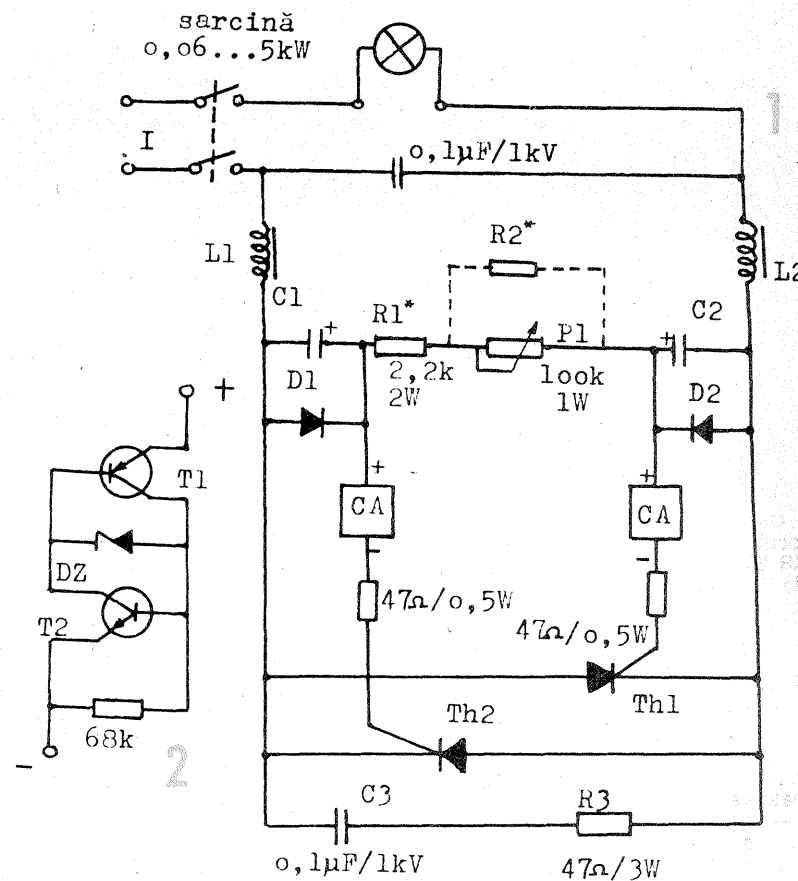 sarcină
o,o6...5kW
1
I
o,1µF/1kV
R2*
L1
L2
C1
R1*
P1
C2
2,2k
2W
look
1W
D1
D2
+
+
+
T1
+
+
CA
CA
-
-
DZ
47Ω/o,5W
T2
47Ω/o,5W
Th1
Th2
68k
-
2
C3
R3
o,1µF/1kV
47Ω/3W